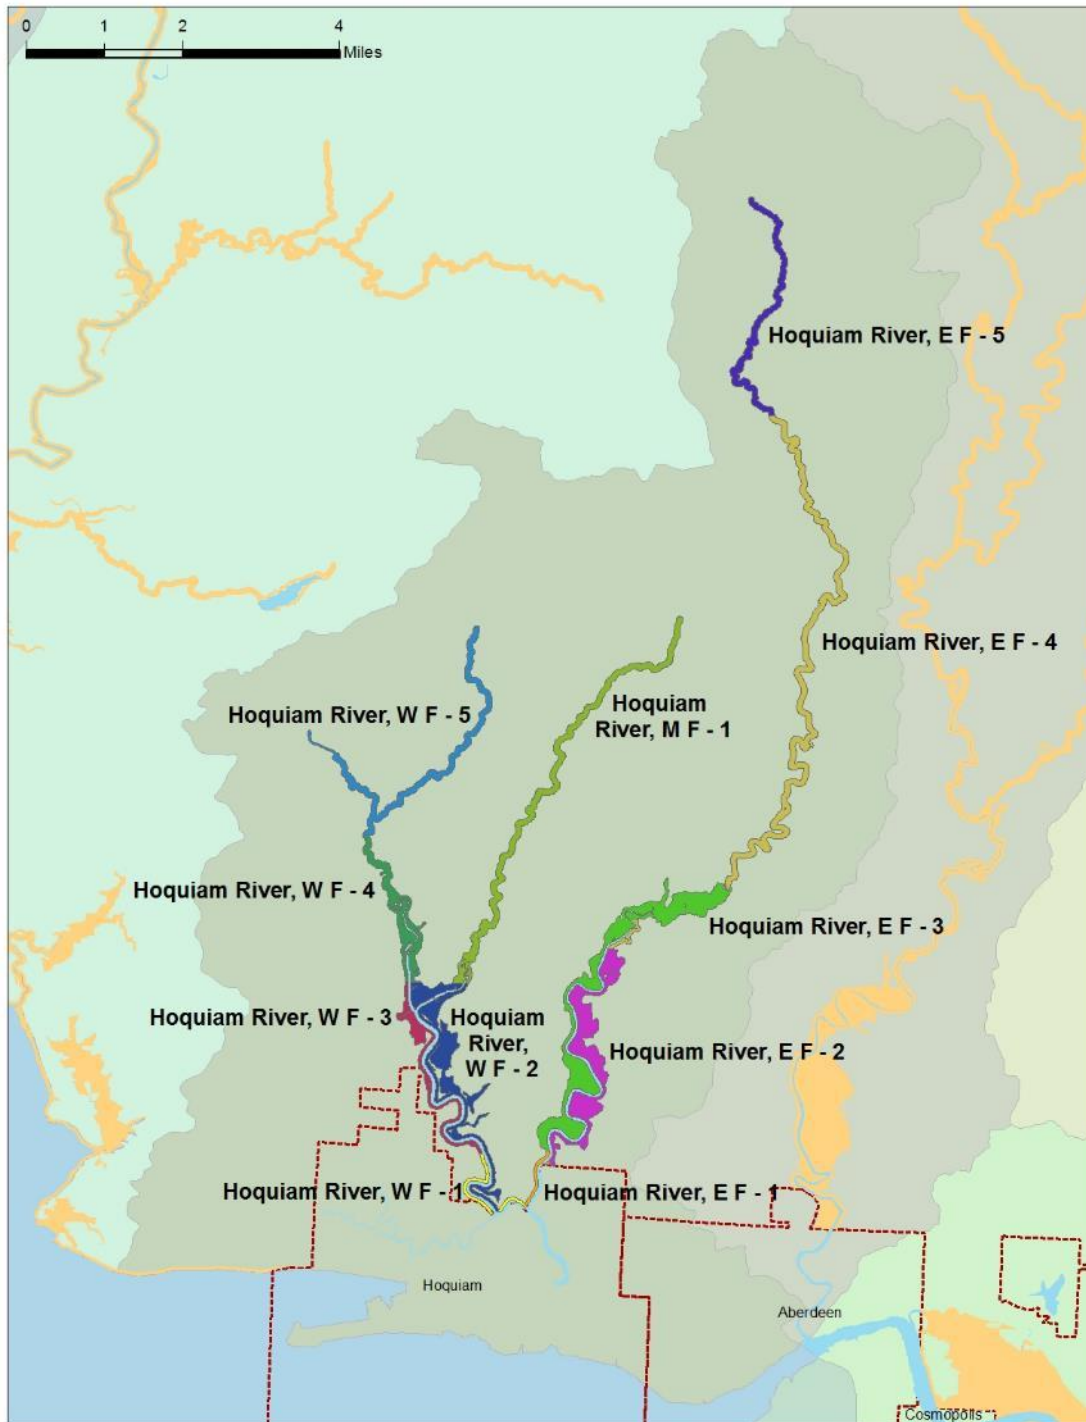 0 1 2 4
Miles
Hoquiam River, E F - 5
Hoquiam River, E F - 4
Hoquiam River, W F - 5
Hoquiam
River, M F - 1
Hoquiam River, W F - 4
Hoquiam River, E F - 3
Hoquiam River, W F - 3
Hoquiam
River,
W F - 2
Hoquiam River, E F - 2
Hoquiam River, W F - 1
Hoquiam River, E F - 1
Hoquiam
Aberdeen
Cosmopolis